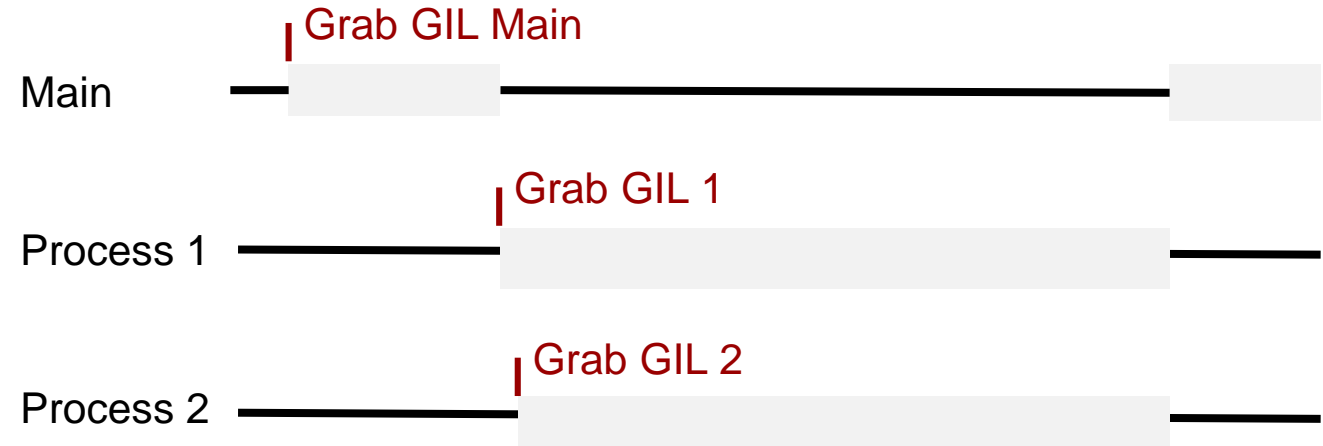 Grab GIL Main
Main
Grab GIL 1
Process 1
Grab GIL 2
Process 2